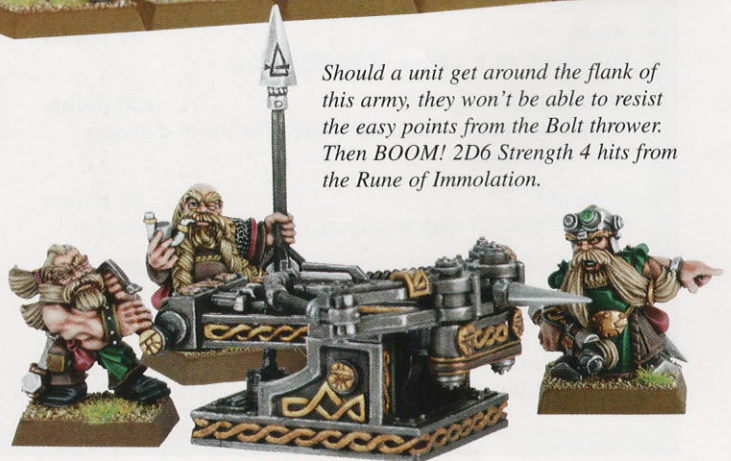 Should a unit get around the flank of
this army, they won't be able to resist
the easy points from the Bolt thrower.
Then BOOM! 2D6 Strength 4 hits from
the Rune of Immolation.